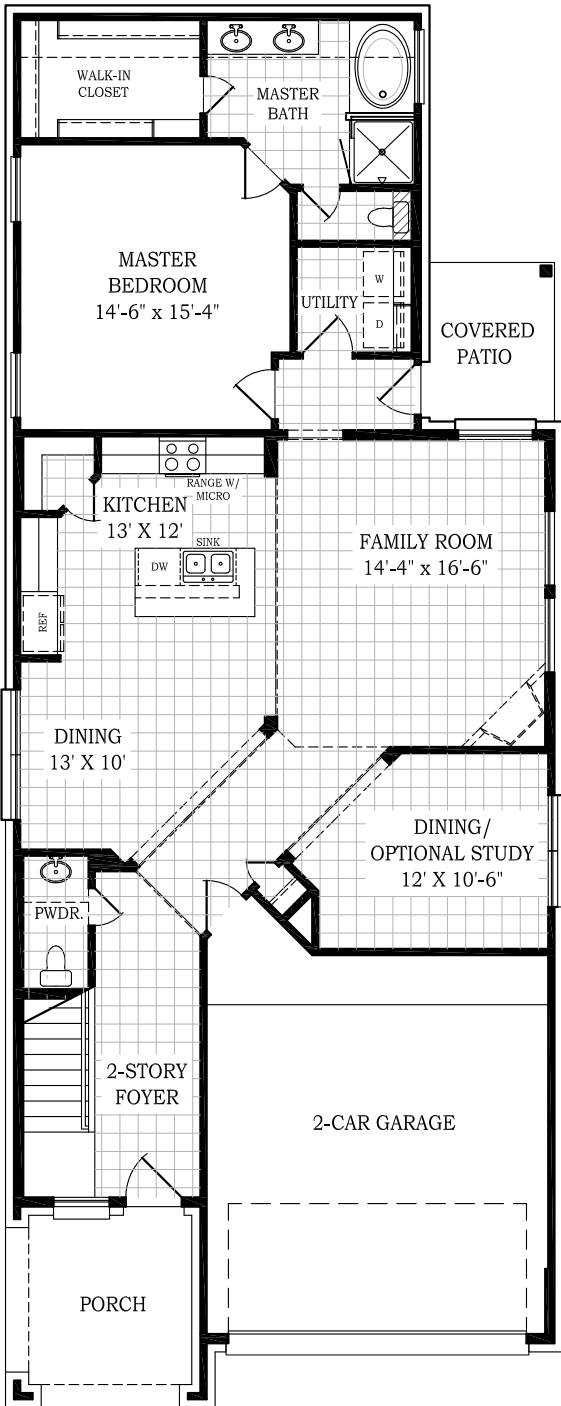 WALK-IN
CLOSET
MASTER
BATH
MASTER
BEDROOM
14'-6" x 15'-4"
UTILITY
W
D
COVERED
PATIO
RANGE W/
MICRO
KITCHEN
13' X 12'
SINK
DW
REF
FAMILY ROOM
14'-4" x 16'-6"
DINING
13' X 10'
DINING/
OPTIONAL STUDY
12' X 10'-6"
PWDR.
2-STORY
FOYER
2-CAR GARAGE
PORCH